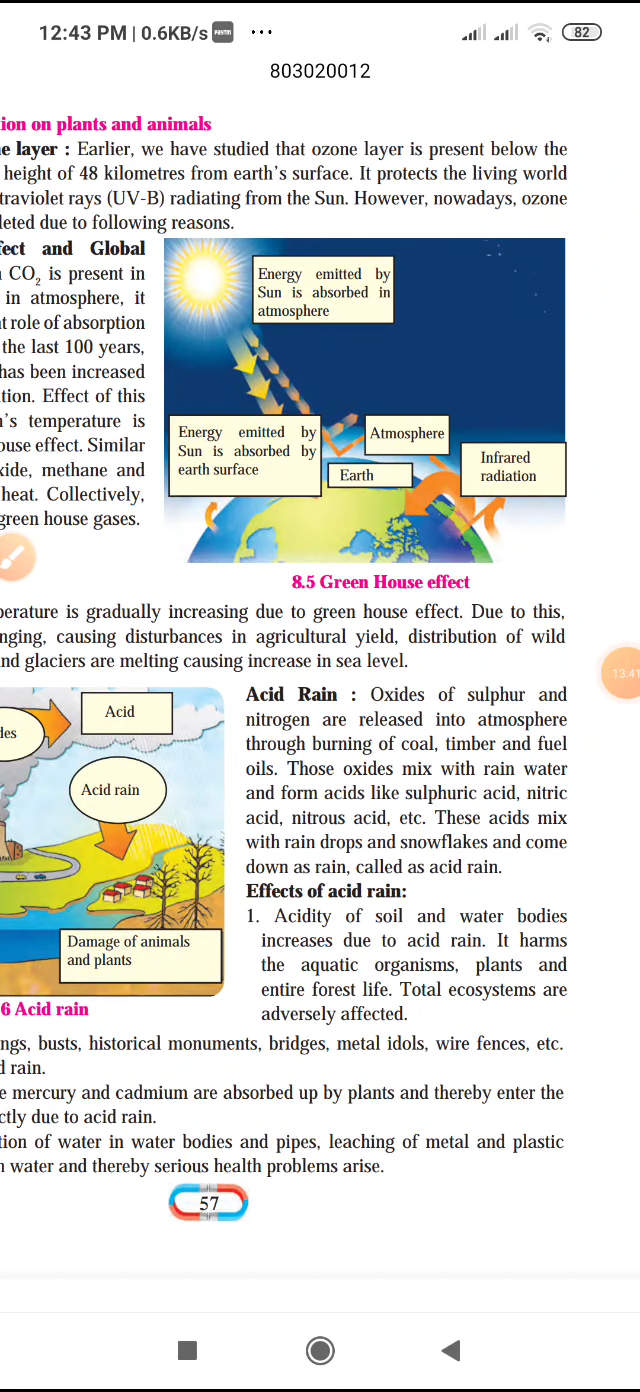 12:43 PM | 0.6KB/s Paytm ...
82
803020012
ion on plants and animals
e layer : Earlier, we have studied that ozone layer is present below the
height of 48 kilometres from earth's surface. It protects the living world
traviolet rays (UV-B) radiating from the Sun. However, nowadays, ozone
leted due to following reasons.
fect and Global
CO₂ is present in
in atmosphere, it
t role of absorption
the last 100 years,
has been increased
tion. Effect of this
's temperature is
ouse effect. Similar
xide, methane and
heat. Collectively,
green house gases.
Energy emitted by
Sun is absorbed in
atmosphere
Energy emitted by
Sun is absorbed by
earth surface
Atmosphere
Earth
Infrared
radiation
8.5 Green House effect
perature is gradually increasing due to green house effect. Due to this,
nging, causing disturbances in agricultural yield, distribution of wild
nd glaciers are melting causing increase in sea level.
13:41
des
Acid
Acid rain
Damage of animals
and plants
6 Acid rain
Acid Rain : Oxides of sulphur and
nitrogen are released into atmosphere
through burning of coal, timber and fuel
oils. Those oxides mix with rain water
and form acids like sulphuric acid, nitric
acid, nitrous acid, etc. These acids mix
with rain drops and snowflakes and come
down as rain, called as acid rain.
Effects of acid rain:
1. Acidity of soil and water bodies
increases due to acid rain. It harms
the aquatic organisms, plants and
entire forest life. Total ecosystems are
adversely affected.
ngs, busts, historical monuments, bridges, metal idols, wire fences, etc.
d rain.
e mercury and cadmium are absorbed up by plants and thereby enter the
ctly due to acid rain.
tion of water in water bodies and pipes, leaching of metal and plastic
n water and thereby serious health problems arise.
57